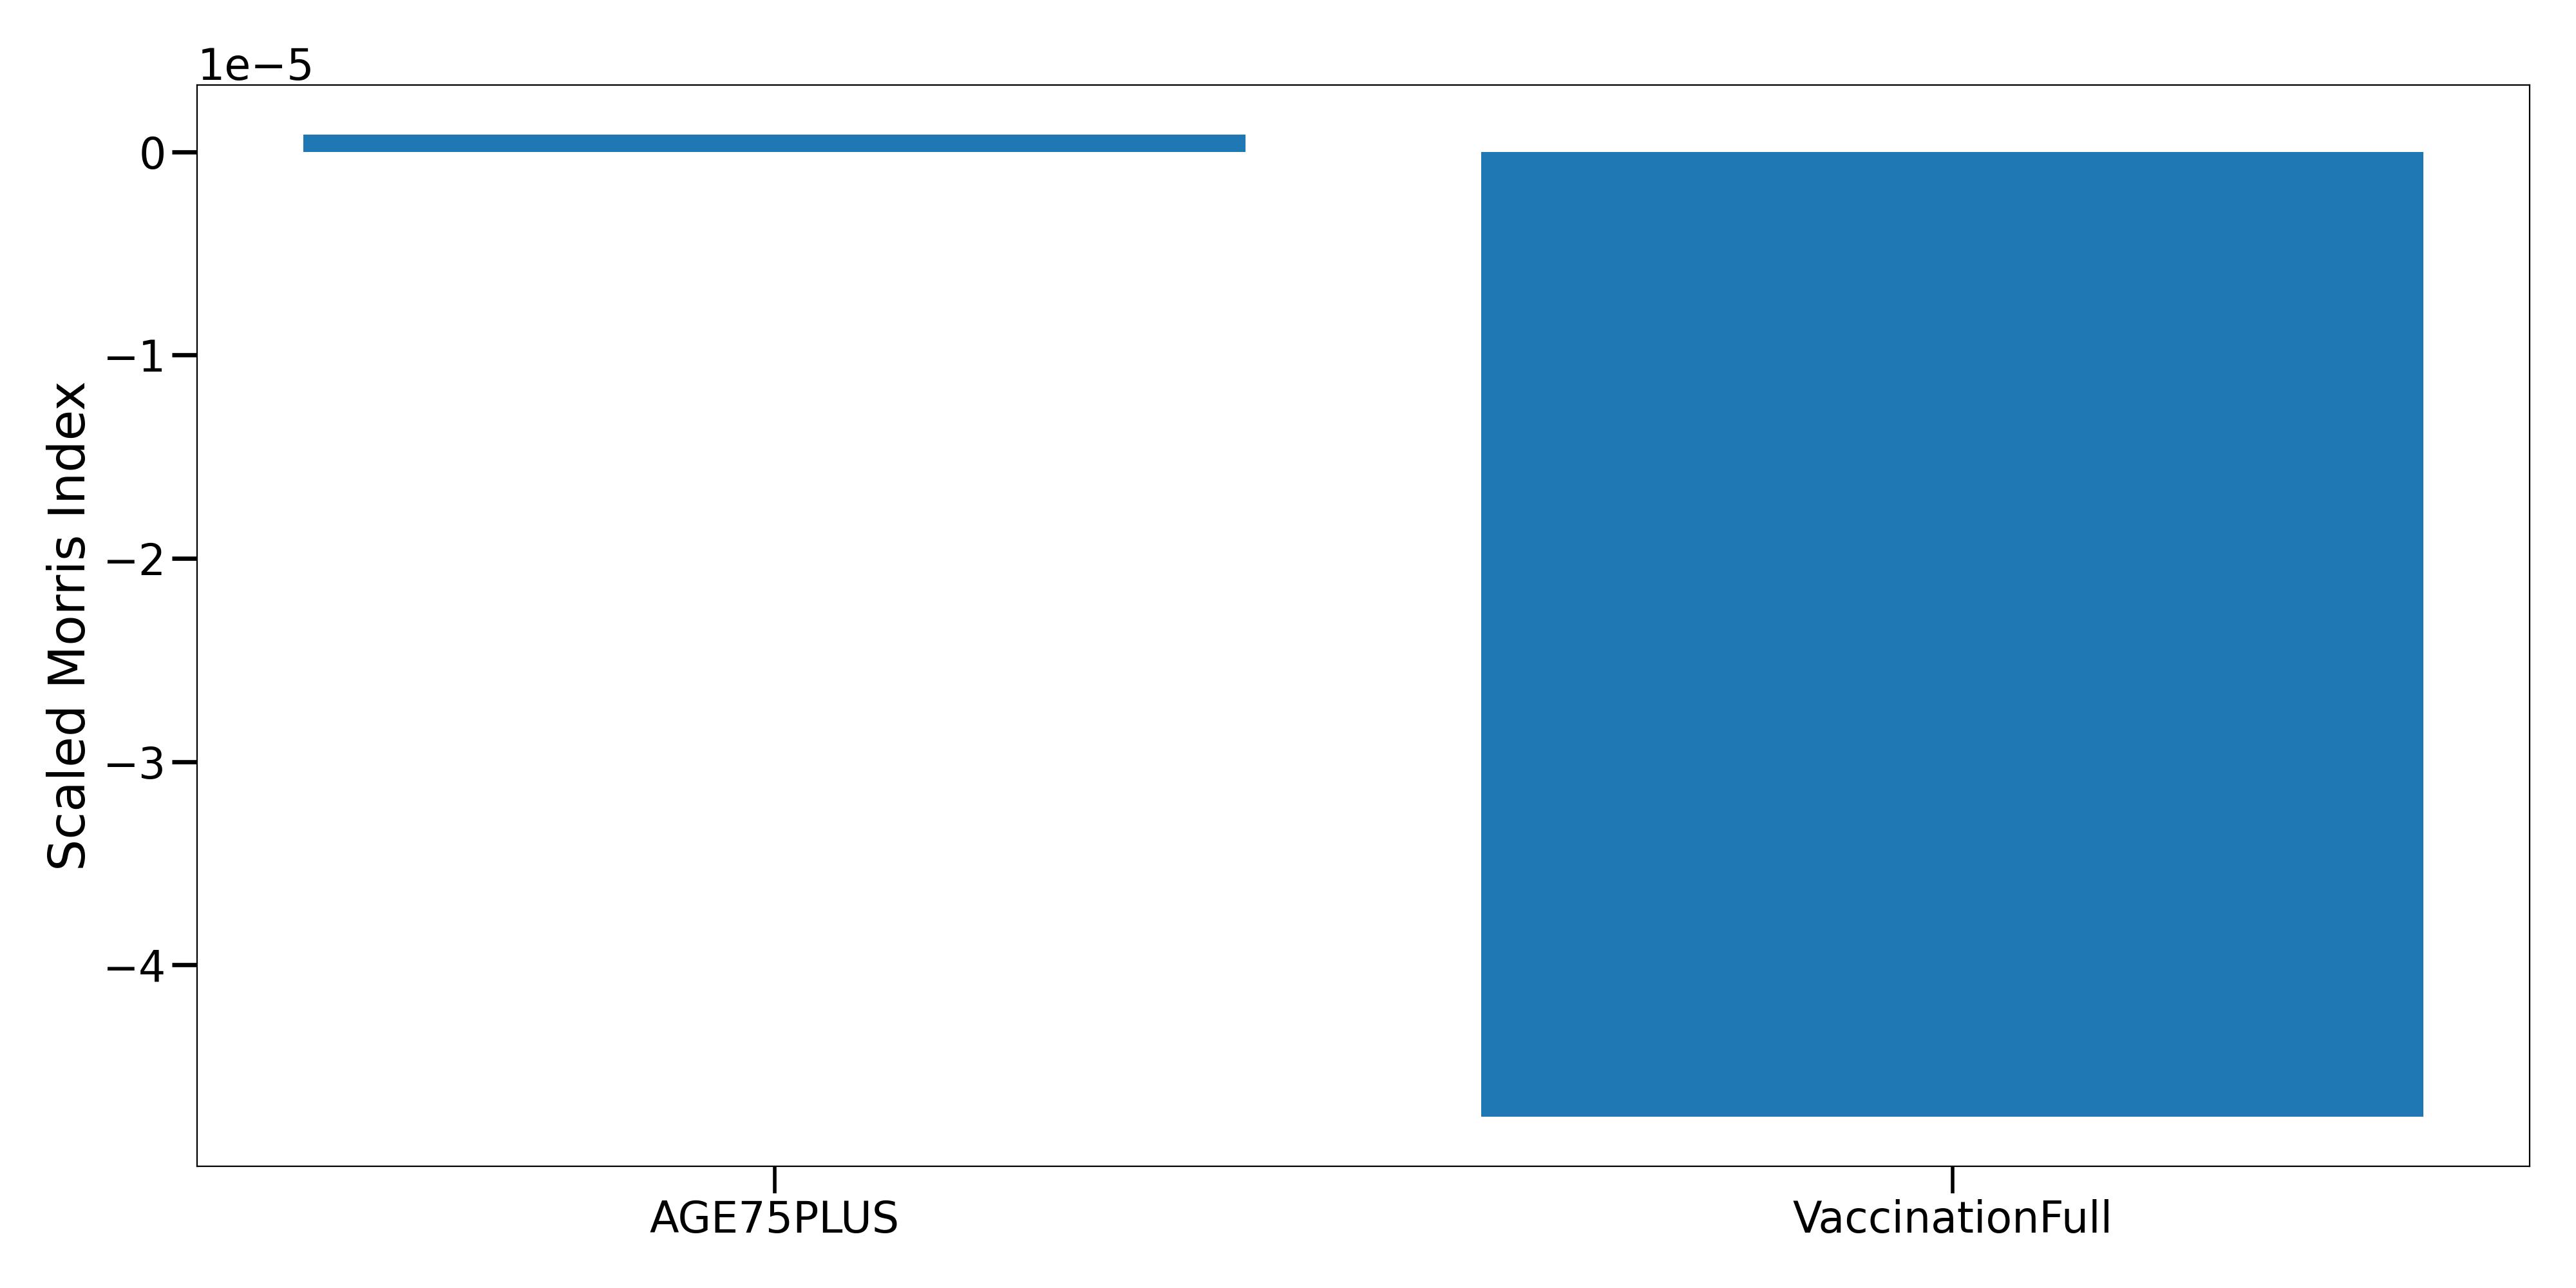 1e−5
0
−1
−2
−3
−4
Scaled Morris Index
AGE75PLUS
VaccinationFull